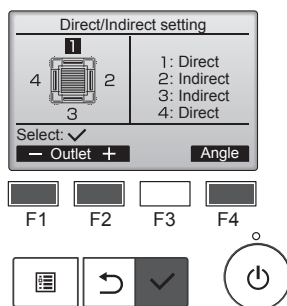 Direct/Indirect setting
1
4
2
3
1: Direct
2: Indirect
3: Indirect
4: Direct
Select: ✓
− Outlet +
Angle
F1 F2 F3 F4